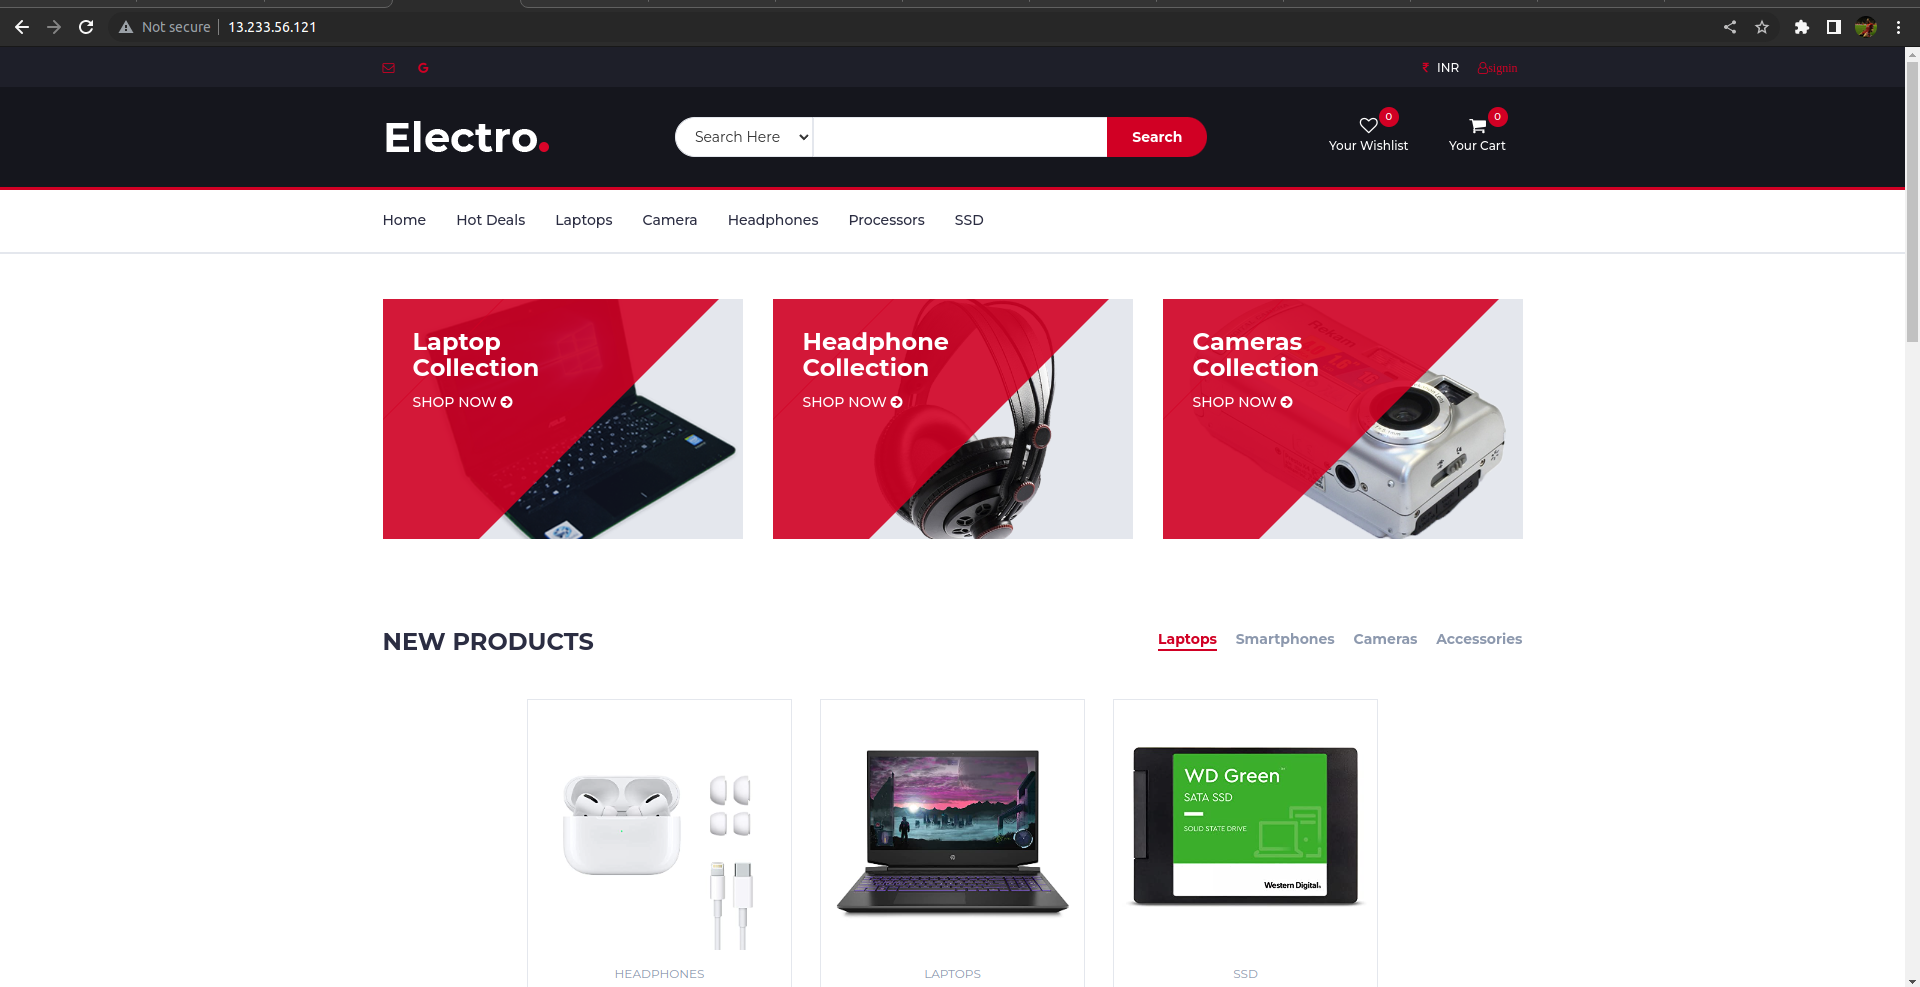 Not secure 13.233.56.121
INR signin
Electro.
Search Here Search
0 0
Your Wishlist Your Cart
Home Hot Deals Laptops Camera Headphones Processors SSD
Laptop
Collection
SHOP NOW
Headphone
Collection
SHOP NOW
Cameras
Collection
SHOP NOW
NEW PRODUCTS
Laptops Smartphones Cameras Accessories
WD Green™
SATA SSD
SOLID STATE DRIVE
Western Digital.
HEADPHONES LAPTOPS SSD